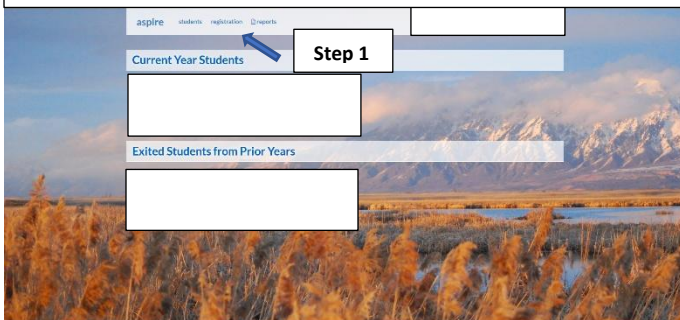 aspire students registration reports
Step 1
Current Year Students
Exited Students from Prior Years